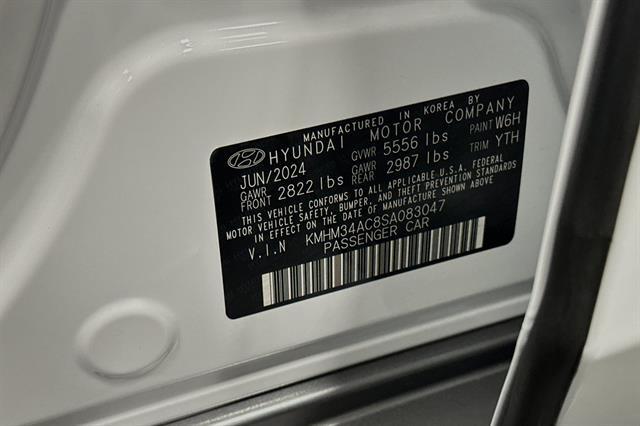 MANUFACTURED IN KOREA BY
HYUNDAI MOTOR COMPANY
JUN/2024 GVWR 5556 lbs PAINT W6H
GAWR FRONT 2822 lbs GAWR REAR 2987 lbs TRIM YTH
THIS VEHICLE CONFORMS TO ALL APPLICABLE U.S.A. FEDERAL
MOTOR VEHICLE SAFETY, BUMPER, AND THEFT PREVENTION STANDARDS
IN EFFECT ON THE DATE OF MANUFACTURE SHOWN ABOVE.
V.I.N KMHM34AC8SA083047
PASSENGER CAR